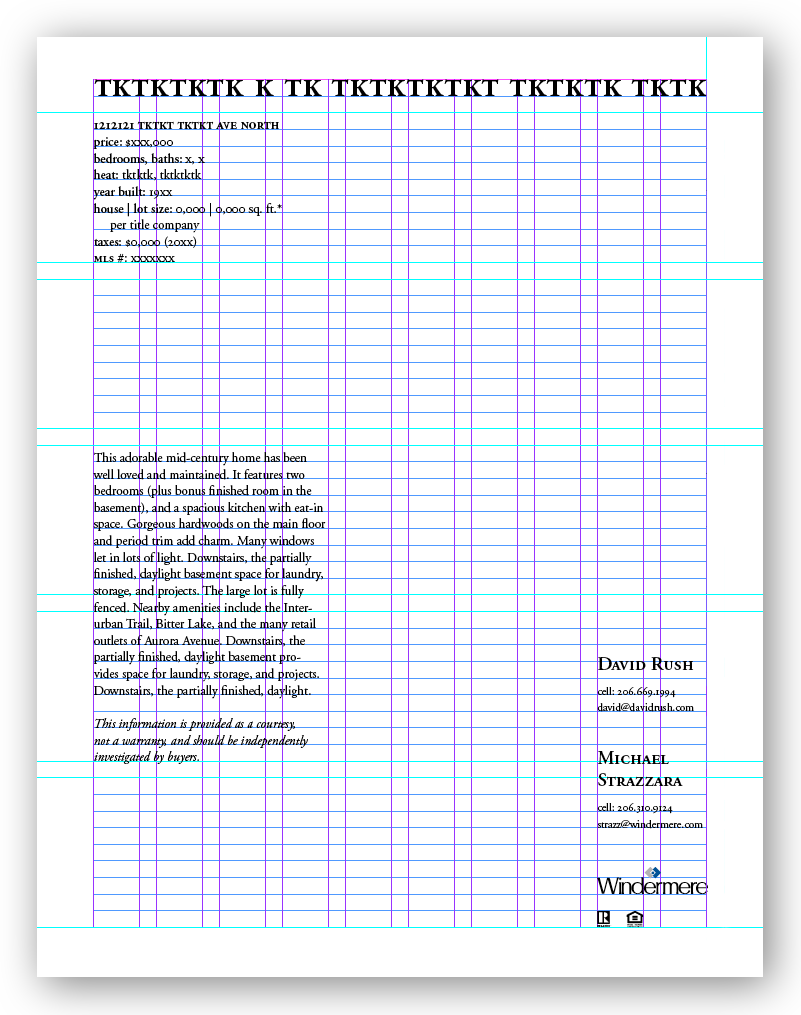 TKTKTKTK K TK TKTKTKTKT TKTKTK TKTK
1212121 TKTKT TKTKT AVE NORTH
price: $xxx,000
bedrooms, baths: x, x
heat: tktktk, tktktktk
year built: 19xx
house | lot size: 0,000 | 0,000 sq. ft.*
per title company
taxes: $0,000 (20xx)
MLS #: XXXXXXX
This adorable mid-century home has been
well loved and maintained. It features two
bedrooms (plus bonus finished room in the
basement), and a spacious kitchen with eat-in
space. Gorgeous hardwoods on the main floor
and period trim add charm. Many windows
let in lots of light. Downstairs, the partially
finished, daylight basement space for laundry,
storage, and projects. The large lot is fully
fenced. Nearby amenities include the Inter-
urban Trail, Bitter Lake, and the many retail
outlets of Aurora Avenue. Downstairs, the
partially finished, daylight basement pro-
vides space for laundry, storage, and projects.
Downstairs, the partially finished, daylight.
This information is provided as a courtesy,
not a warranty, and should be independently
investigated by buyers.
David Rush
cell: 206.669.1994
david@davidrush.com
Michael
Strazzara
cell: 206.310.9124
strazz@windermere.com
Windermere